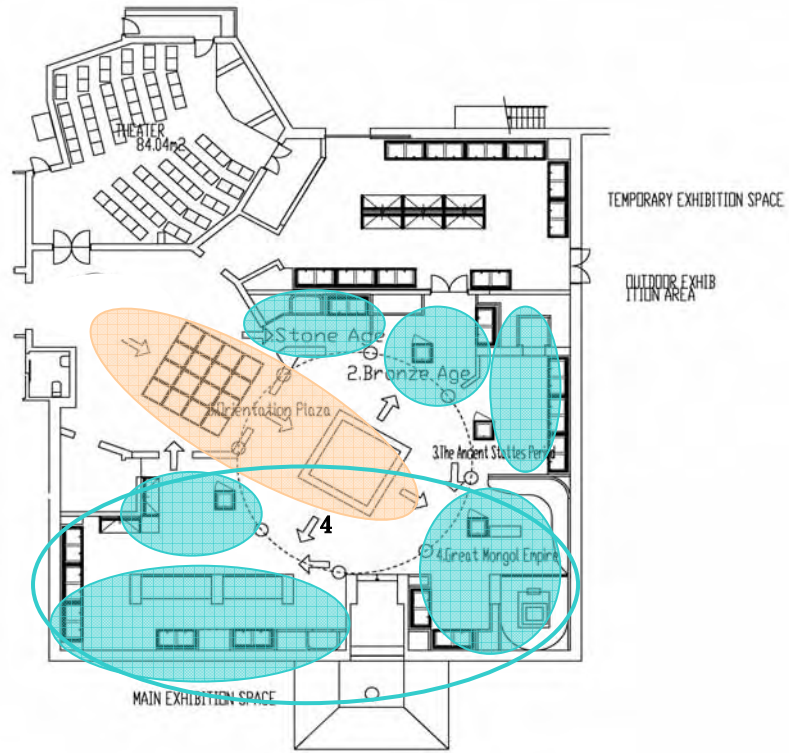 THEATER
84.04m2
TEMPORARY EXHIBITION SPACE
OUTDOOR EXHIB
ITION AREA
Stone Age
2.Bronze Age
Orientation Plaza
3.The Ancient Stattes Period
4
4.Great Mongol Empire
MAIN EXHIBITION SPACE